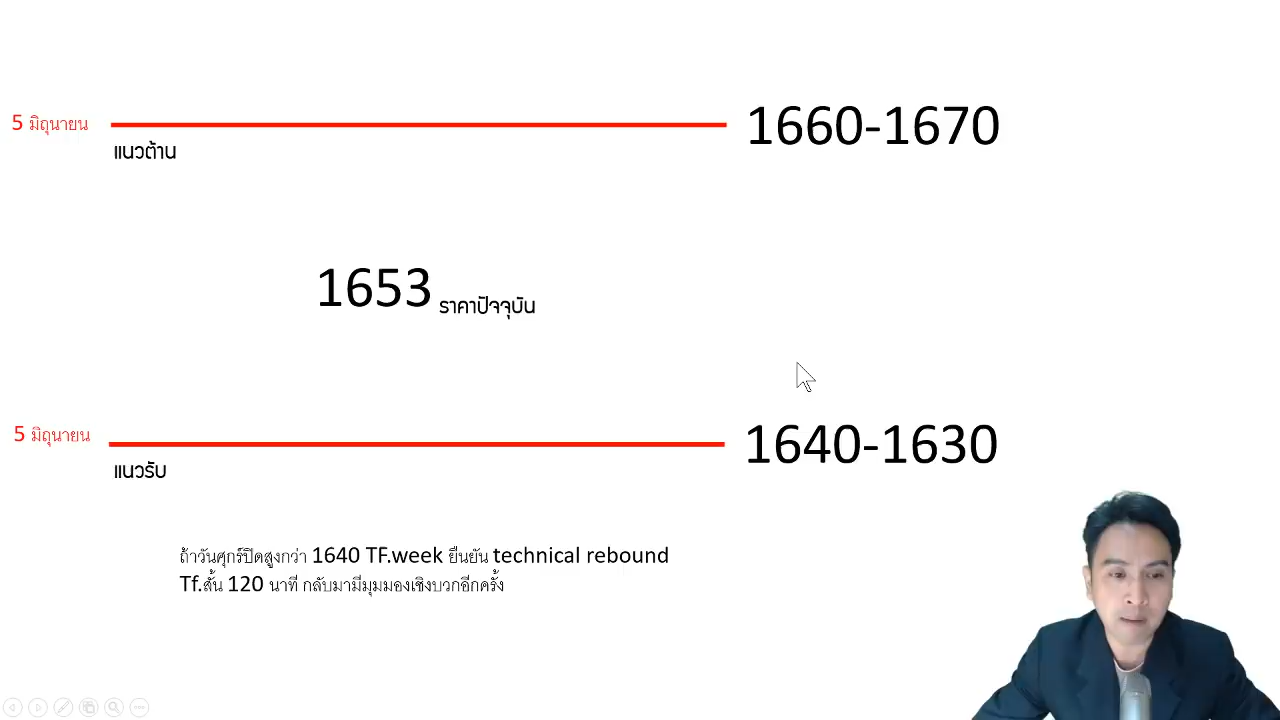 5 มิถุนายน
1660-1670
แนวต้าน
1653 ราคาปัจจุบัน
5 มิถุนายน
1640-1630
แนวรับ
ถ้าวันศุกร์ปิดสูงกว่า 1640 TF.week ยืนยัน technical rebound
Tf.สั้น 120 นาที กลับมามีมุมมองเชิงบวกอีกครั้ง